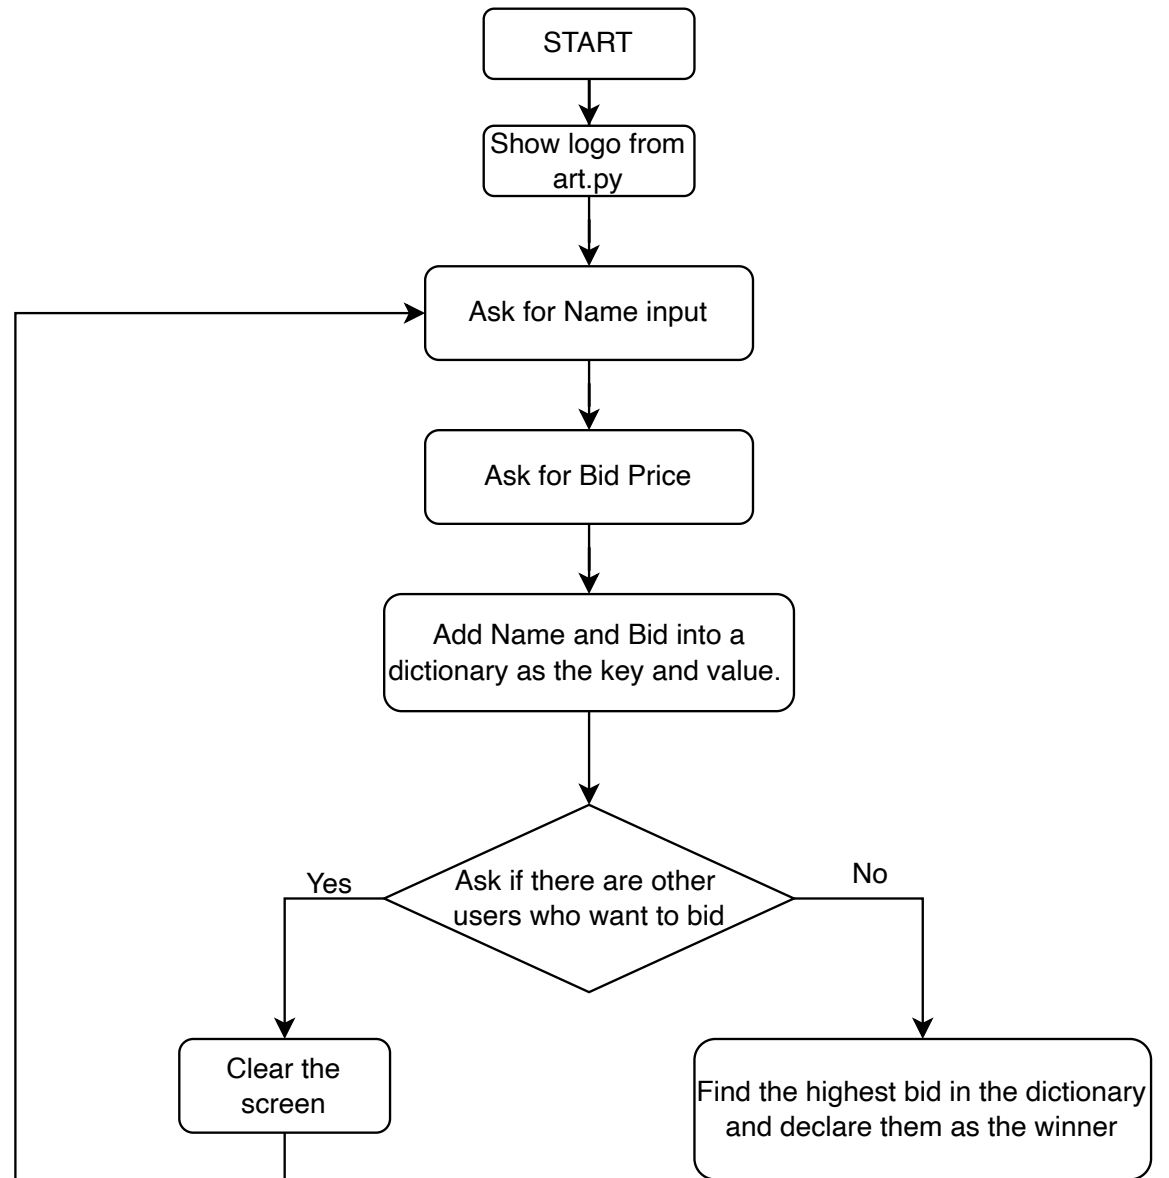 START
Show logo from
art.py
Ask for Name input
Ask for Bid Price
Add Name and Bid into a
dictionary as the key and value.
Ask if there are other
users who want to bid
Yes
No
Clear the
screen
Find the highest bid in the dictionary
and declare them as the winner